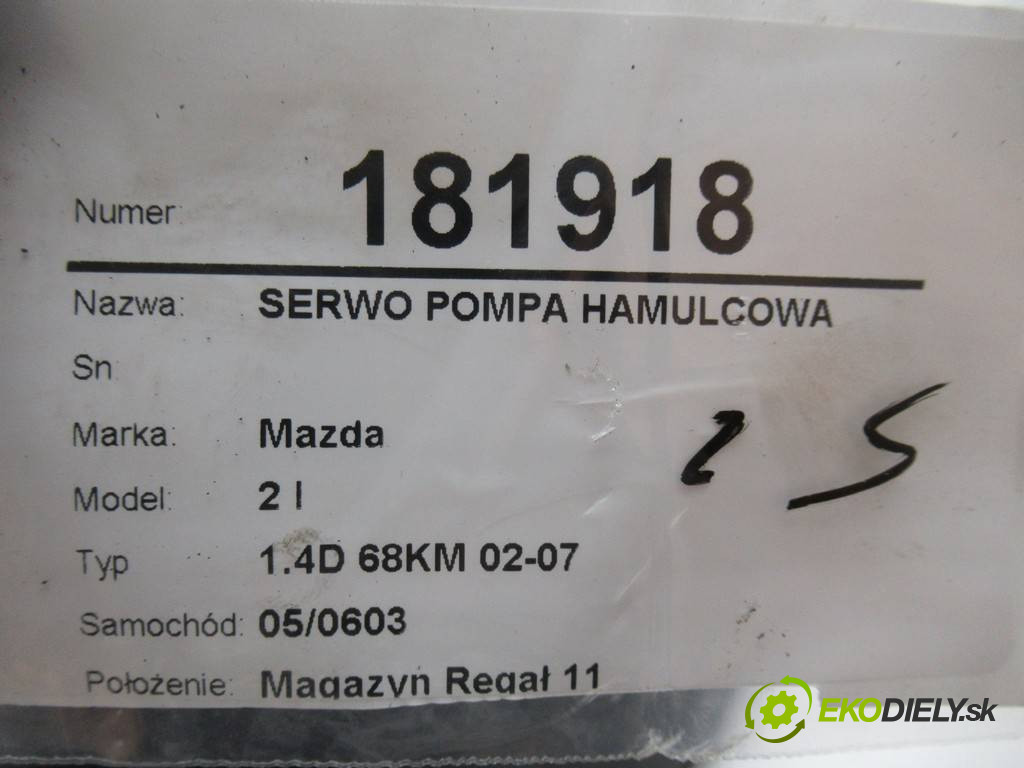 Numer: 181918
Nazwa: SERWO POMPA HAMULCOWA
Sn:
Marka: Mazda
2 S
Model: 2 I
Typ 1.4D 68KM 02-07
Samochód: 05/0603
Położenie: Magazyn Regał 11
EKODIELY.sk